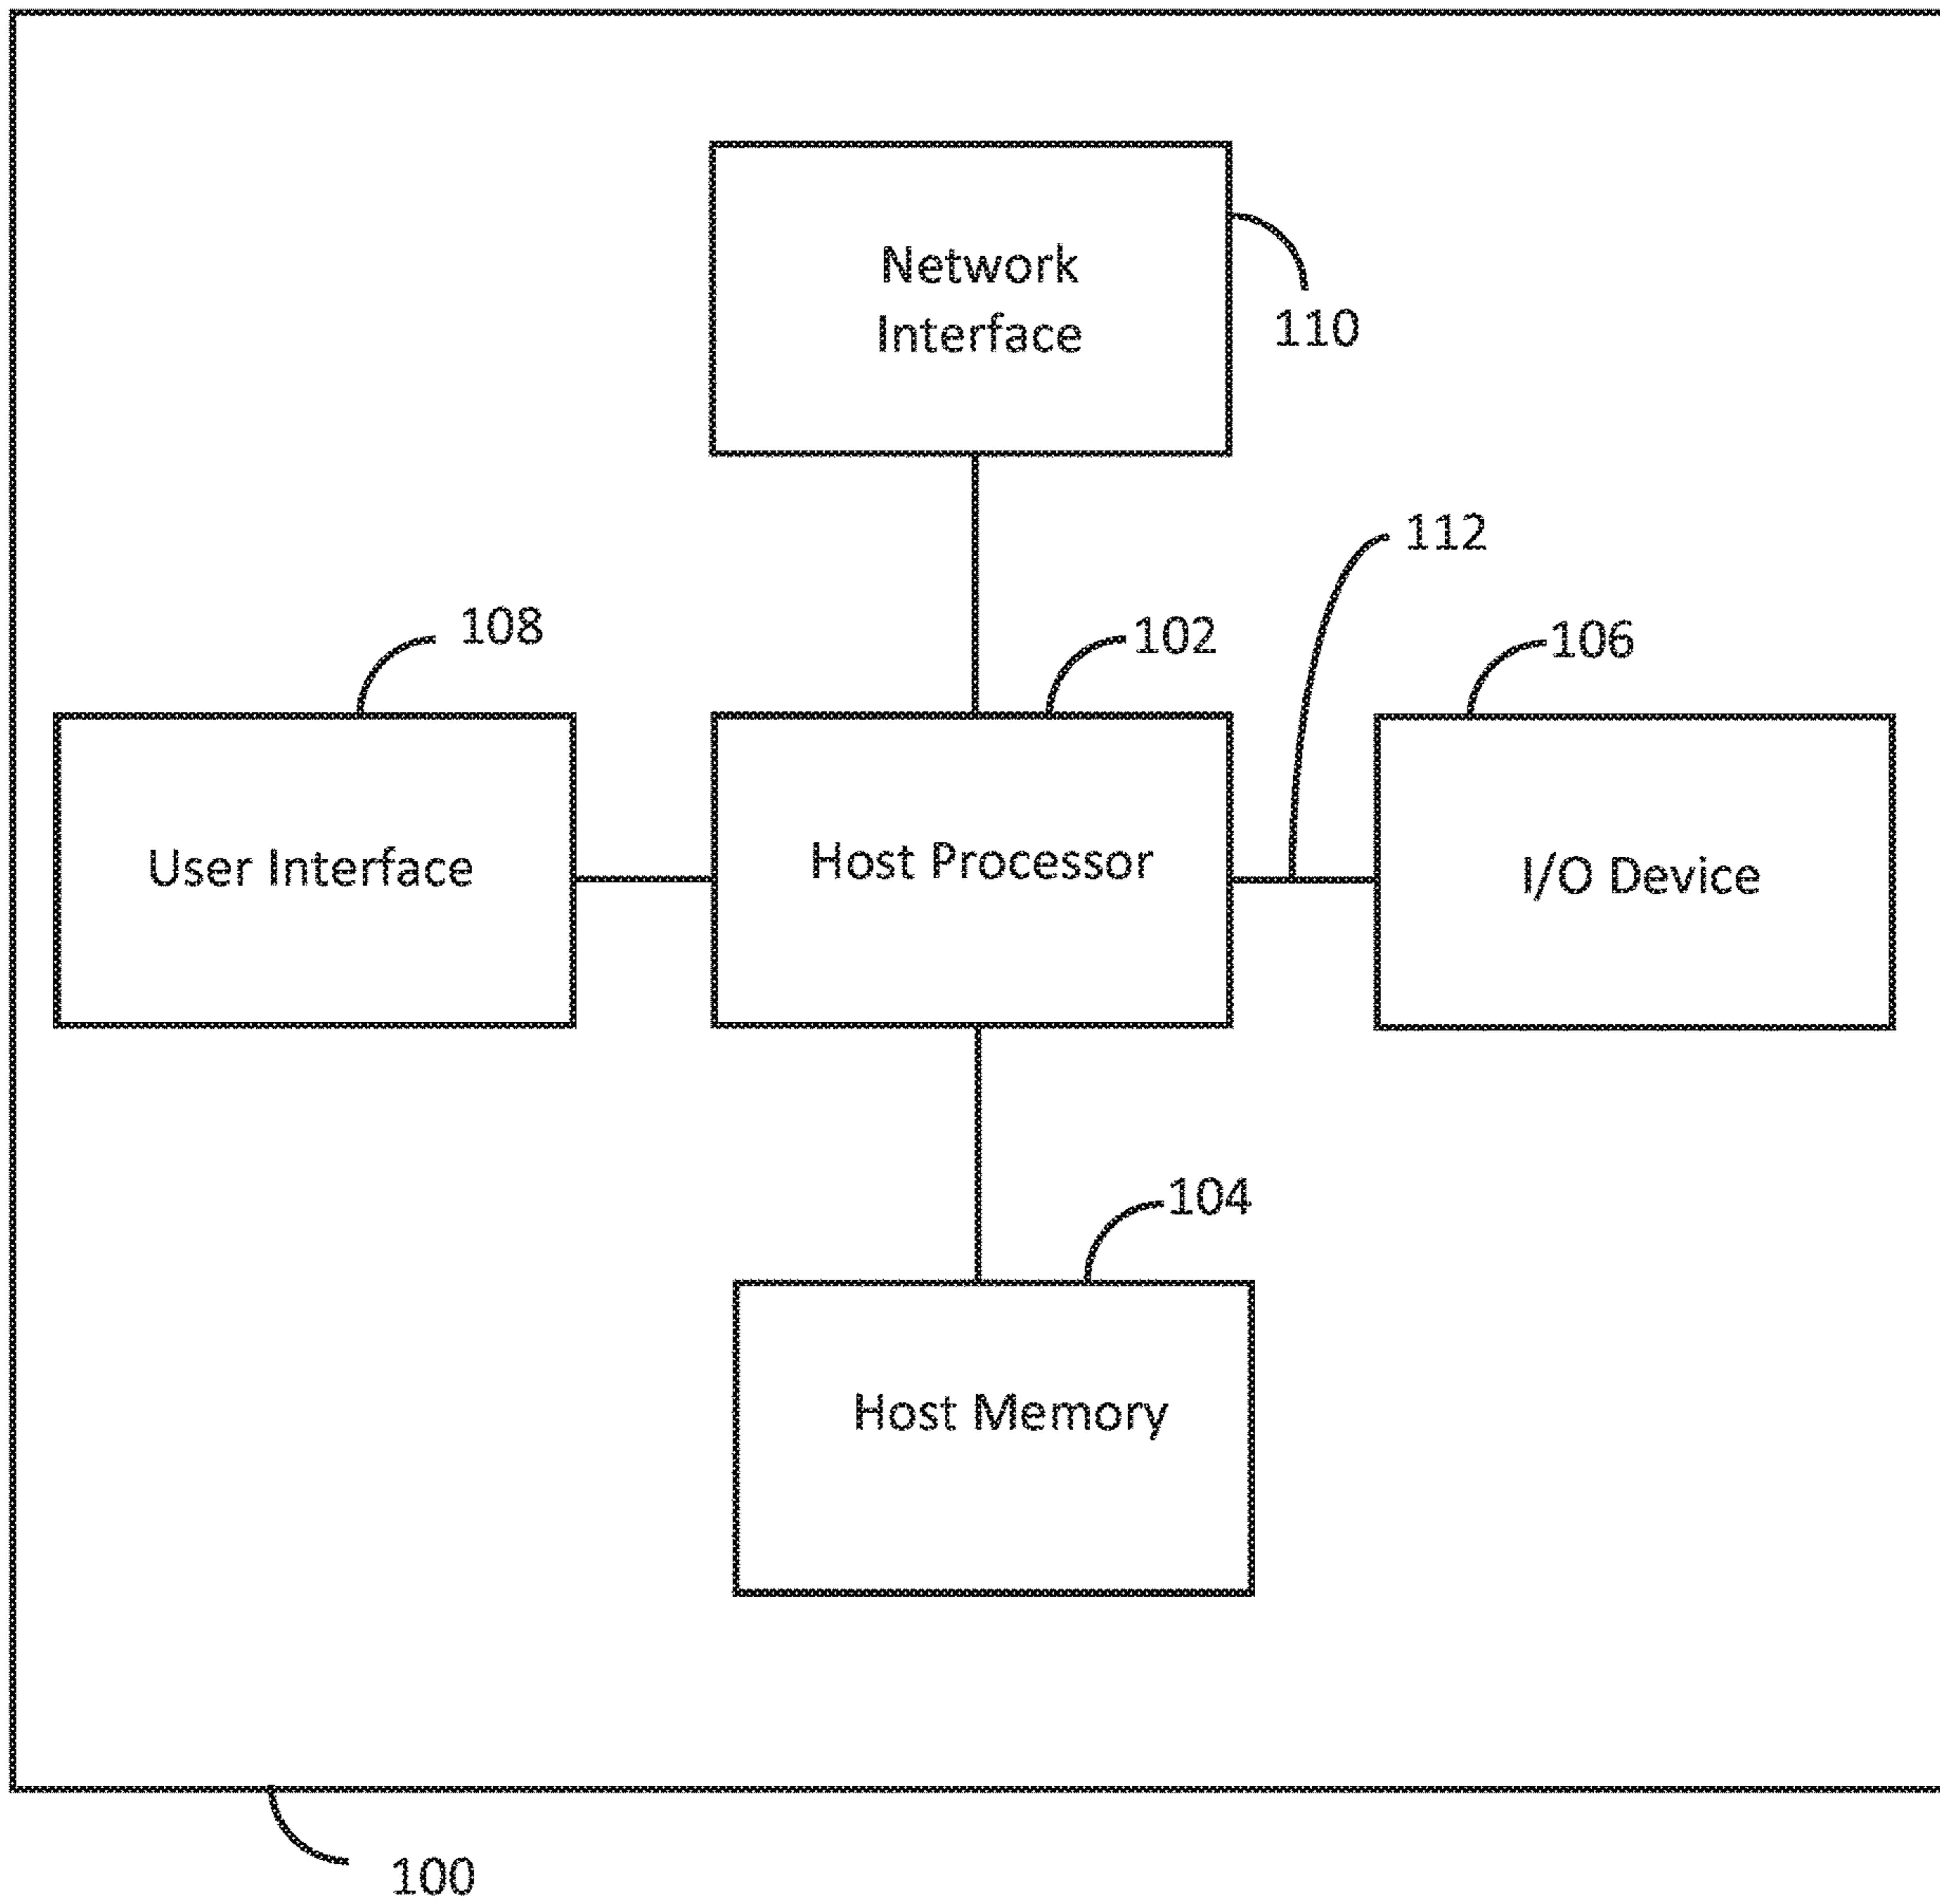 Network
Interface
110
112
108
102
106
User Interface
Host Processor
I/O Device
104
Host Memory
100